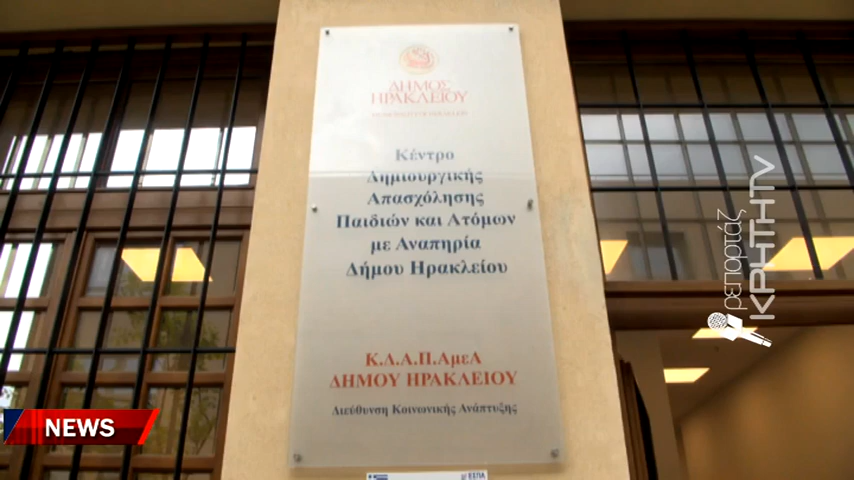 ΔΗΜΟΣ
ΗΡΑΚΛΕΙΟΥ
Κέντρο
Δημιουργικής
Απασχόλησης
Παιδιών και Ατόμων
με Αναπηρία
Δήμου Ηρακλείου
Κ.Δ.Α.Π.ΑμεΑ
ΔΗΜΟΥ ΗΡΑΚΛΕΙΟΥ
Διεύθυνση Κοινωνικής Ανάπτυξης
ΕΣΠΑ
ρεπορτάζ
ΚΡΗΤΗTV
NEWS